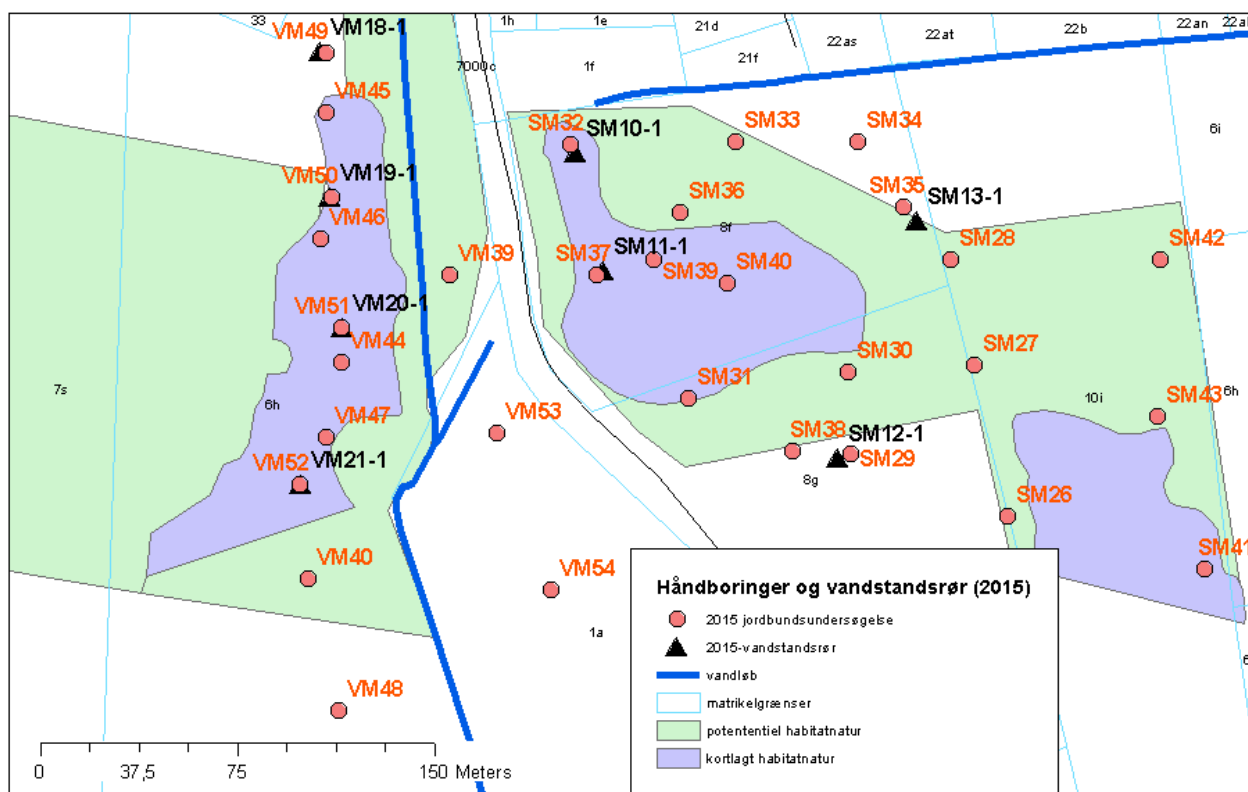 33
1h
1e
21d
22as
22at
22b
22an
VM49
VM18-1
7000c
1f
21f
VM45
SM32
SM10-1
SM33
SM34
6i
VM50
VM19-1
SM36
SM35
SM13-1
VM46
8f
VM39
SM37
SM11-1
SM39
SM40
SM28
SM42
VM51
VM20-1
VM44
SM30
SM27
7s
6h
SM31
10i
6h
VM47
VM53
SM43
SM38
SM12-1
SM29
VM52
VM21-1
8g
SM26
VM40
VM54
SM41
1a
6
VM48
Håndboringer og vandstandsrør (2015)
2015 jordbundsundersøgelse
2015-vandstandsrør
vandløb
matrikelgrænser
potententiel habitatnatur
kortlagt habitatnatur
0 37,5 75 150 Meters